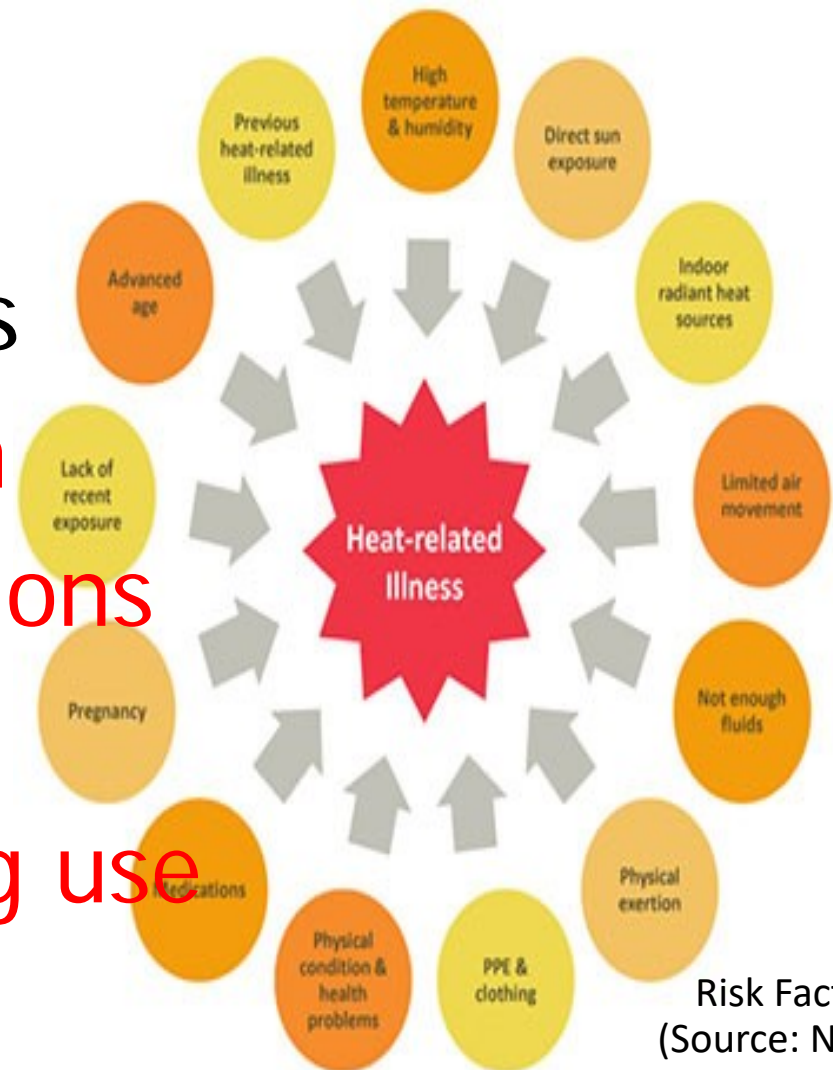 High
temperature
& humidity
Direct sun
exposure
Indoor
radiant heat
sources
Limited air
movement
Not enough
fluids
Physical
exertion
PPE &
clothing
Physical
condition &
health
problems
Medications
Pregnancy
Lack of
recent
exposure
Advanced
age
Previous
heat-related
illness
Heat-related
Illness
s
ons
g use
Risk Fact
(Source: N